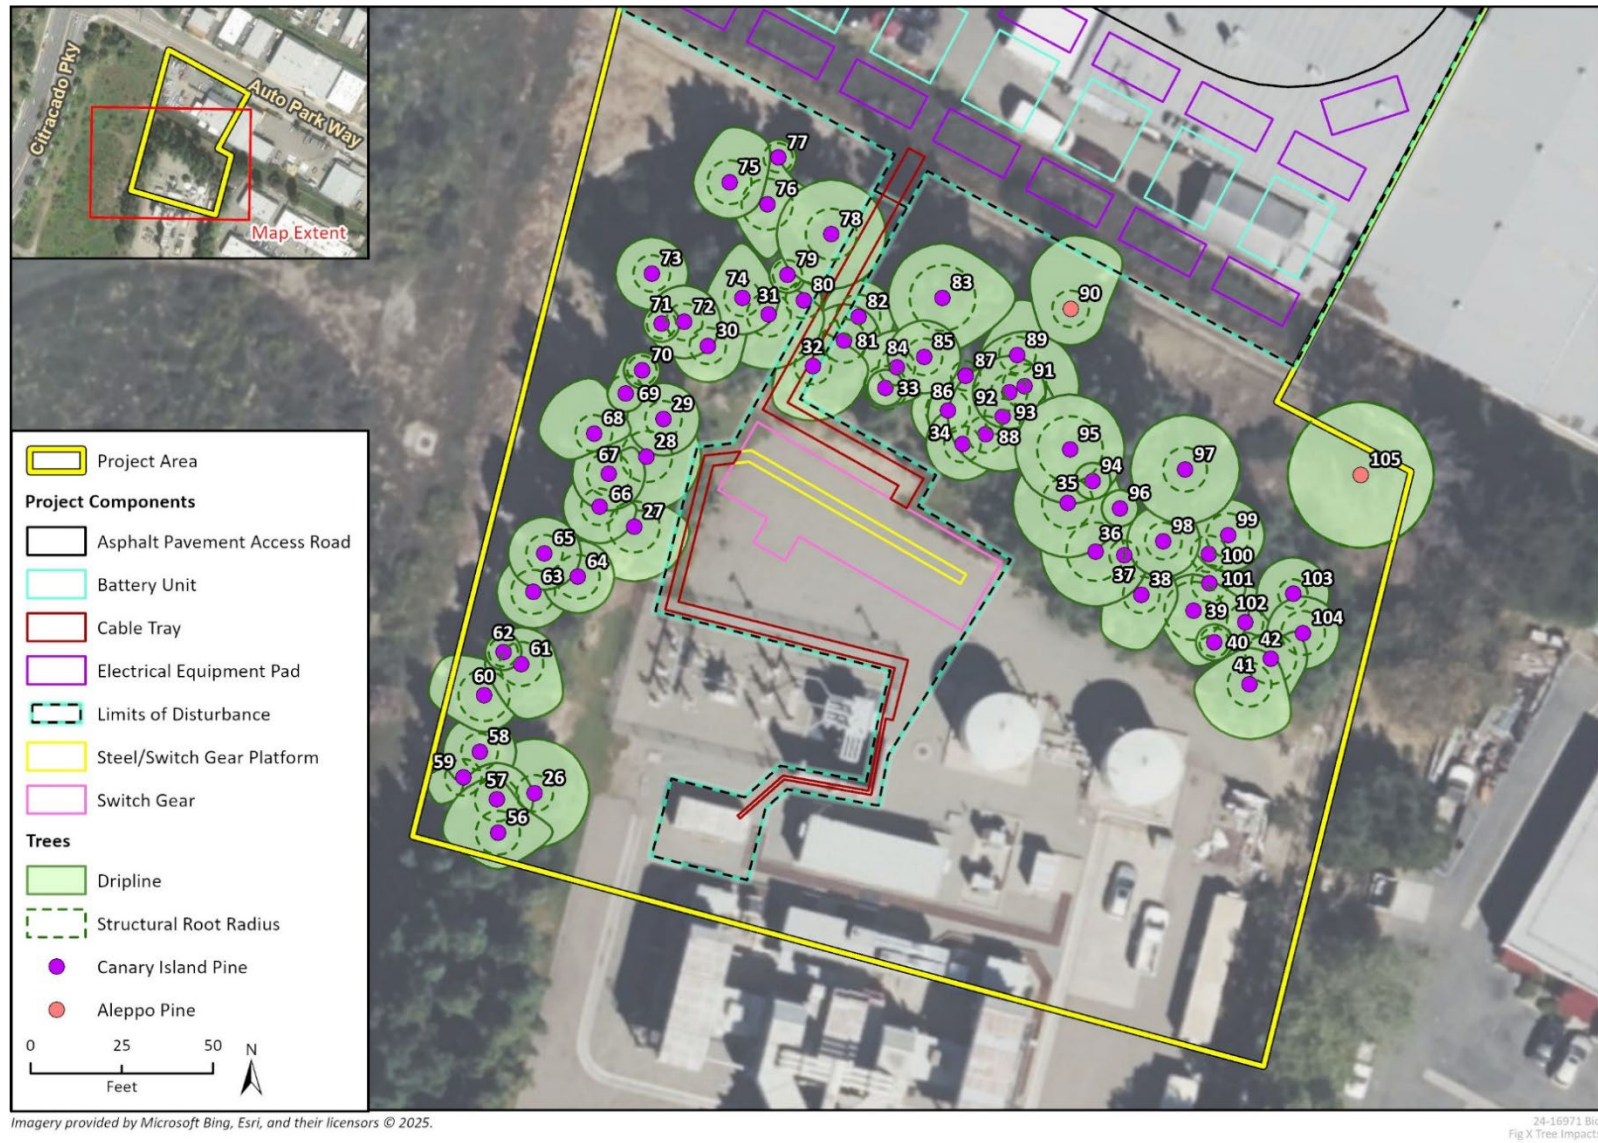 Citracado Pky
Auto Park Way
Map Extent
77
75
76
78
73
79
74
31
80
83
82
90
71
72
30
81
32
84
85
89
87
70
33
91
69
86
92
93
29
68
34
88
95
28
67
94
97
105
35
66
96
27
36
98
99
65
100
64
37
63
38
101
103
39
102
104
62
61
40
42
41
60
58
59
57
26
56
Project Area
Project Components
Asphalt Pavement Access Road
Battery Unit
Cable Tray
Electrical Equipment Pad
Limits of Disturbance
Steel/Switch Gear Platform
Switch Gear
Trees
Dripline
Structural Root Radius
Canary Island Pine
Aleppo Pine
0 25 50
Feet
N
Imagery provided by Microsoft Bing, Esri, and their licensors © 2025.
24-16971 Bio
Fig X Tree Impacts